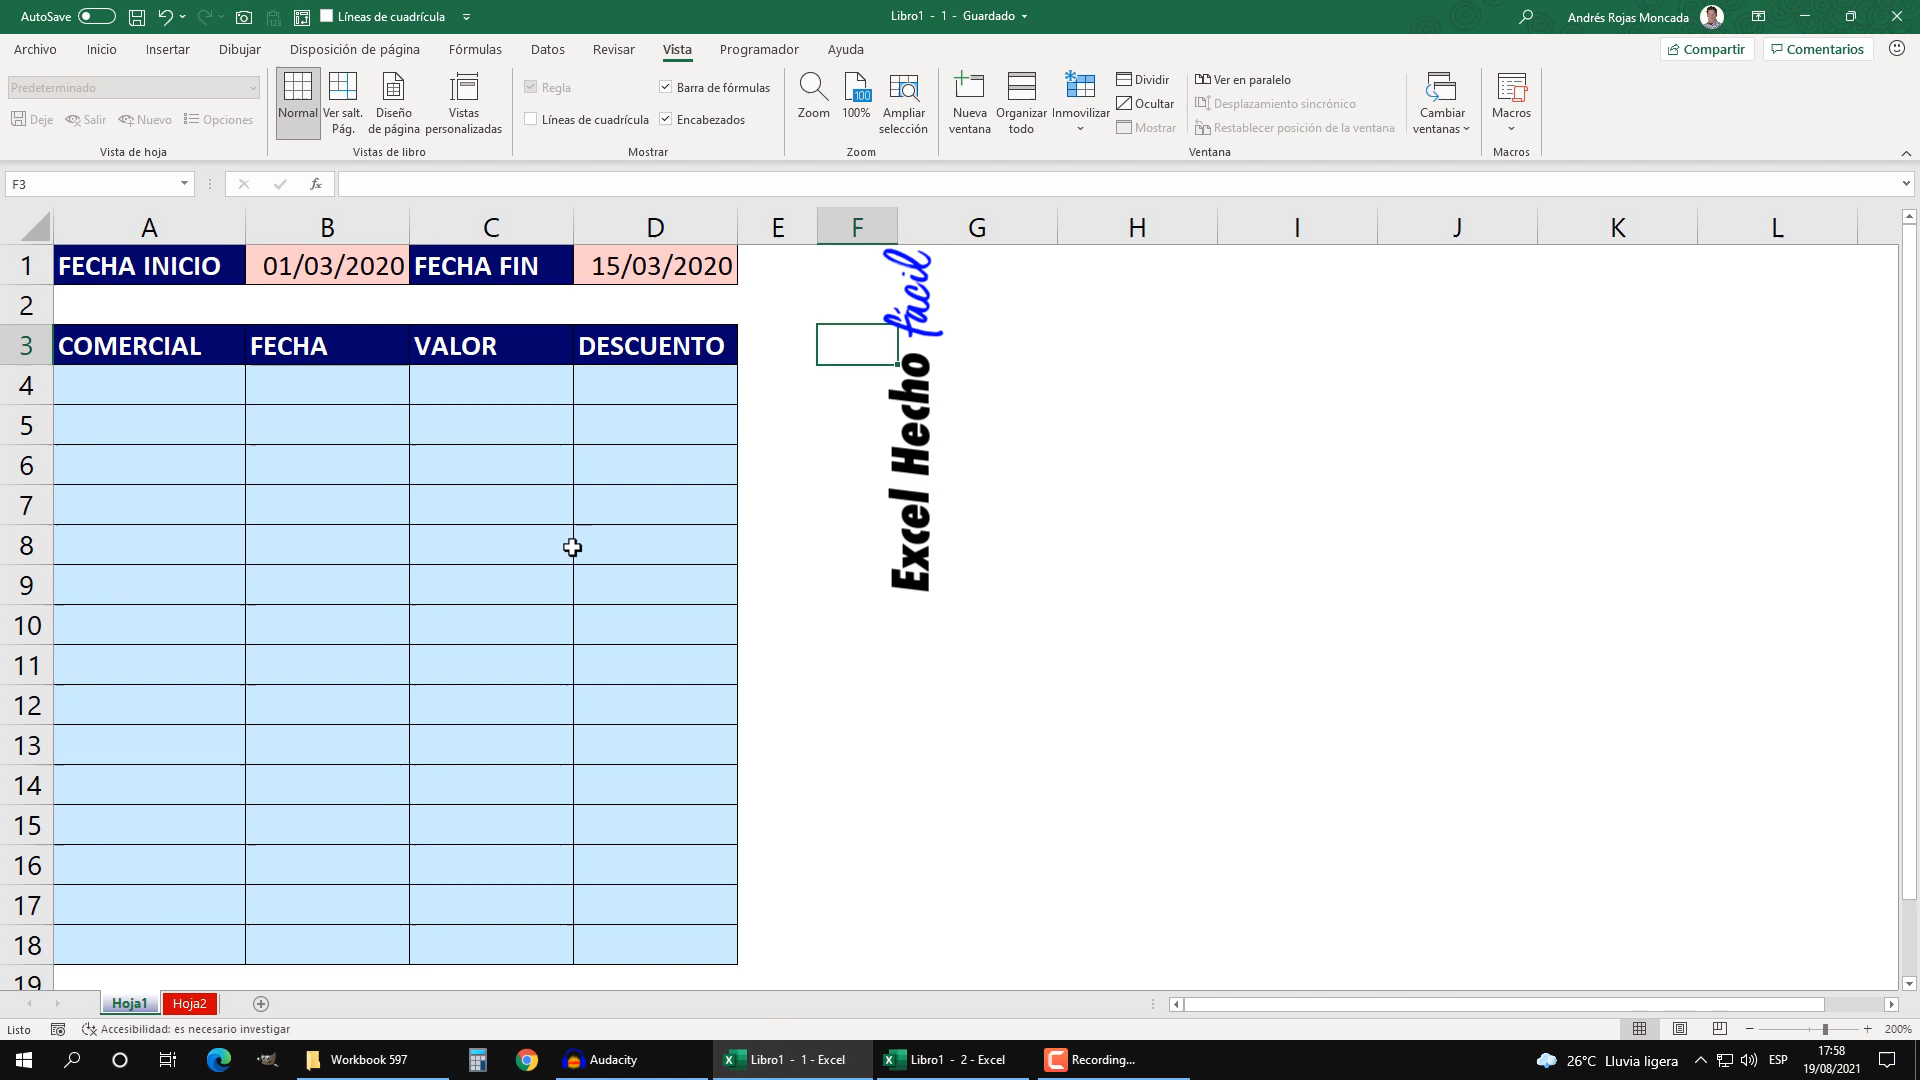 AutoSave
Líneas de cuadrícula
Libro1 - 1 - Guardado
Andrés Rojas Moncada
Archivo Inicio Insertar Dibujar Disposición de página Fórmulas Datos Revisar Vista Programador Ayuda
Compartir Comentarios
Predeterminado
Deje Salir Nuevo Opciones
Vista de hoja
Normal
Ver salt. Pág.
Diseño de página
Vistas personalizadas
Vistas de libro
Regla
Barra de fórmulas
Líneas de cuadrícula
Encabezados
Mostrar
Zoom
100
100%
Ampliar selección
Zoom
Nueva ventana
Organizar todo
Inmovilizar
Dividir
Ocultar
Mostrar
Ver en paralelo
Desplazamiento sincrónico
Restablecer posición de la ventana
Ventana
Cambiar ventanas
Macros
Macros
F3
fx
A B C D E F G H I J K L
1 FECHA INICIO 01/03/2020 FECHA FIN 15/03/2020
2
3 COMERCIAL FECHA VALOR DESCUENTO
4
5
6
7
8
9
10
11
12
13
14
15
16
17
18
19
Excel Hecho fácil
Hoja1 Hoja2
Listo Accesibilidad: es necesario investigar
200%
Workbook 597
Audacity
Libro1 - 1 - Excel
Libro1 - 2 - Excel
Recording...
26°C Lluvia ligera
ESP
17:58
19/08/2021